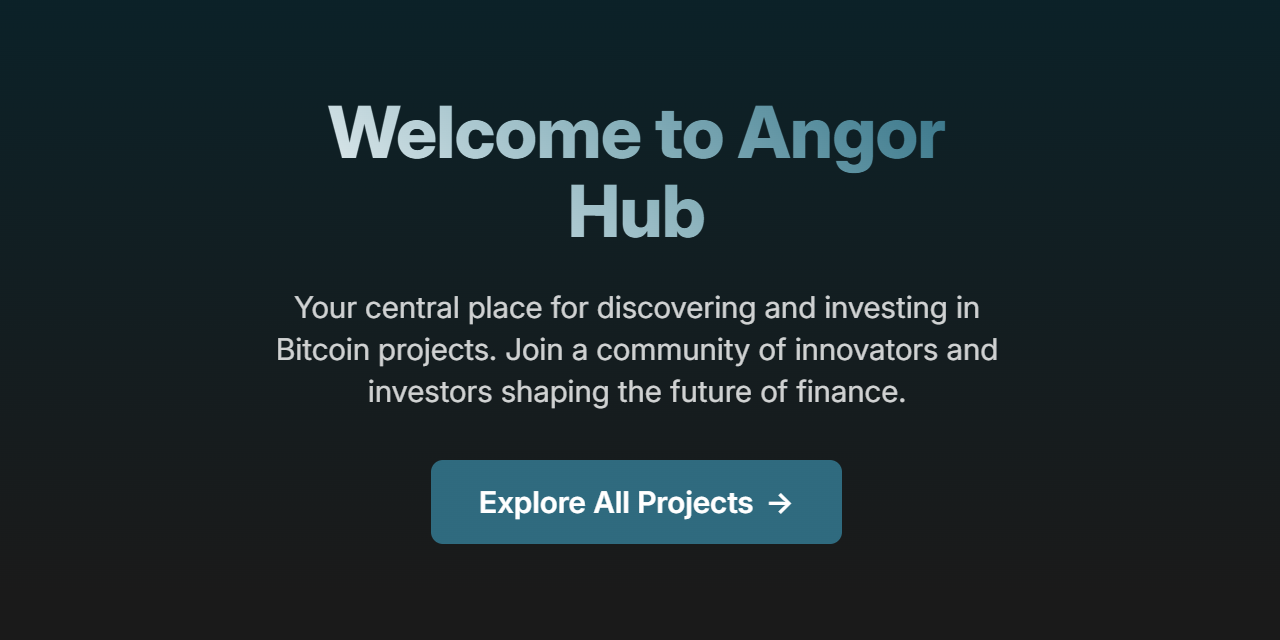 Welcome to Angor
Hub
Your central place for discovering and investing in
Bitcoin projects. Join a community of innovators and
investors shaping the future of finance.
Explore All Projects →